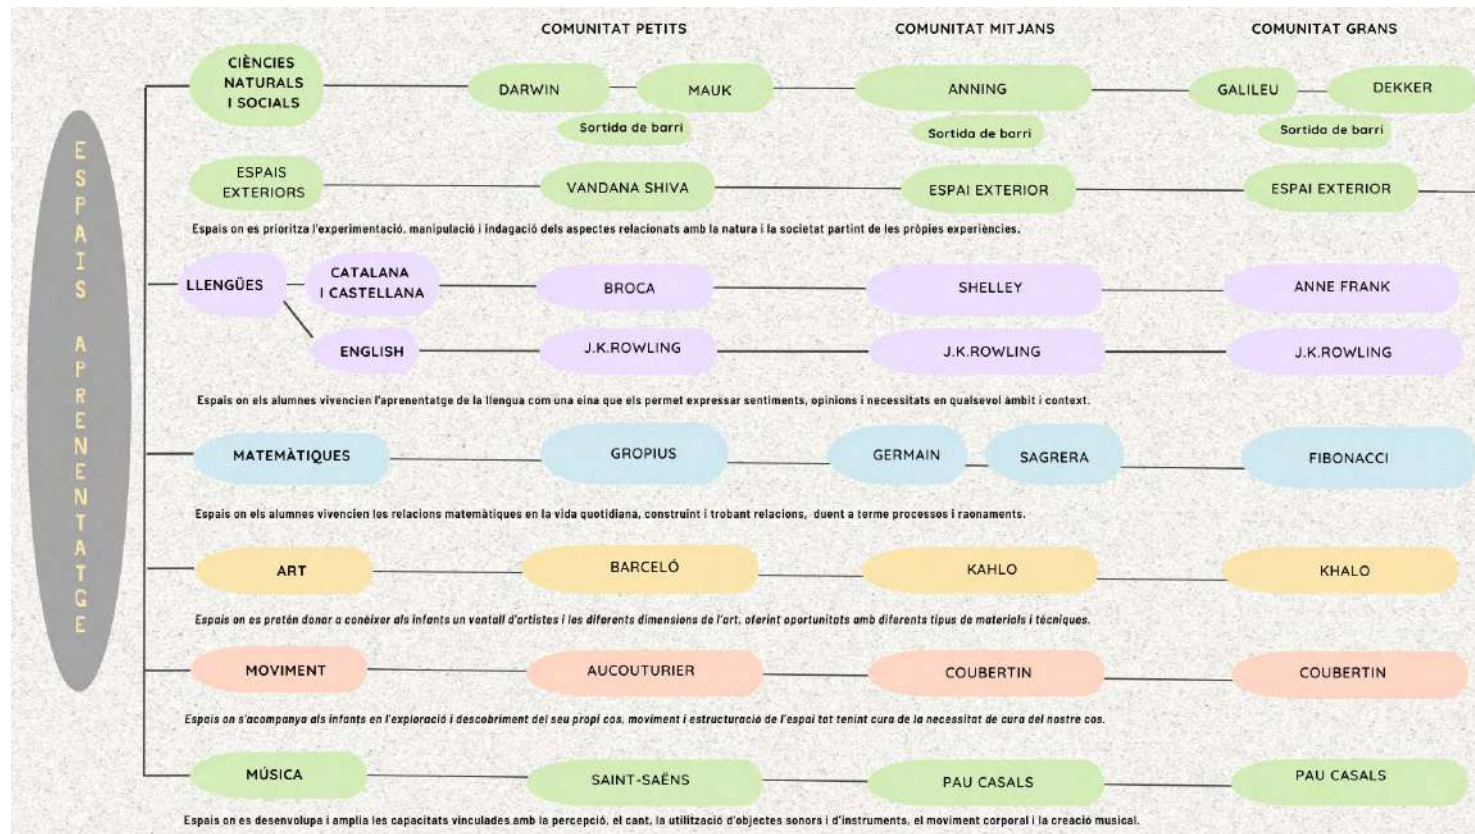 ESPAIS APRENENTATGE
COMUNITAT PETITS
COMUNITAT MITJANS
COMUNITAT GRANS
CIÈNCIES
NATURALS
I SOCIALS
DARWIN
MAUK
ANNING
GALILEU
DEKKER
Sortida de barri
Sortida de barri
Sortida de barri
ESPAIS
EXTERIORS
VANDANA SHIVA
ESPAI EXTERIOR
ESPAI EXTERIOR
Espais on es prioritza l'experimentació, manipulació i indagació dels aspectes relacionats amb la natura i la societat partint de les pròpies experiències.
LLENGÜES
CATALANA
I CASTELLANA
BROCA
SHELLEY
ANNE FRANK
ENGLISH
J.K.ROWLING
J.K.ROWLING
J.K.ROWLING
Espais on els alumnes vivencien l'aprenentatge de la llengua com una eina que els permet expressar sentiments, opinions i necessitats en qualsevol àmbit i context.
MATEMÀTIQUES
GROPIUS
GERMAIN
SAGRERA
FIBONACCI
Espais on els alumnes vivencien les relacions matemàtiques en la vida quotidiana, construint i trobant relacions, duent a terme processos i raonaments.
ART
BARCELÓ
KAHLO
KHALO
Espais on es pretén donar a conèixer als infants un ventall d'artistes i les diferents dimensions de l'art, oferint oportunitats amb diferents tipus de materials i tècniques.
MOVIMENT
AUCOUTURIER
COUBERTIN
COUBERTIN
Espais on s'acompanya als infants en l'exploració i descobriment del seu propi cos, moviment i estructuració de l'espai tot tenint cura de la necessitat de cura del nostre cos.
MÚSICA
SAINT-SAËNS
PAU CASALS
PAU CASALS
Espais on es desenvolupa i amplia les capacitats vinculades amb la percepció, el cant, la utilització d'objectes sonors i d'instruments, el moviment corporal i la creació musical.